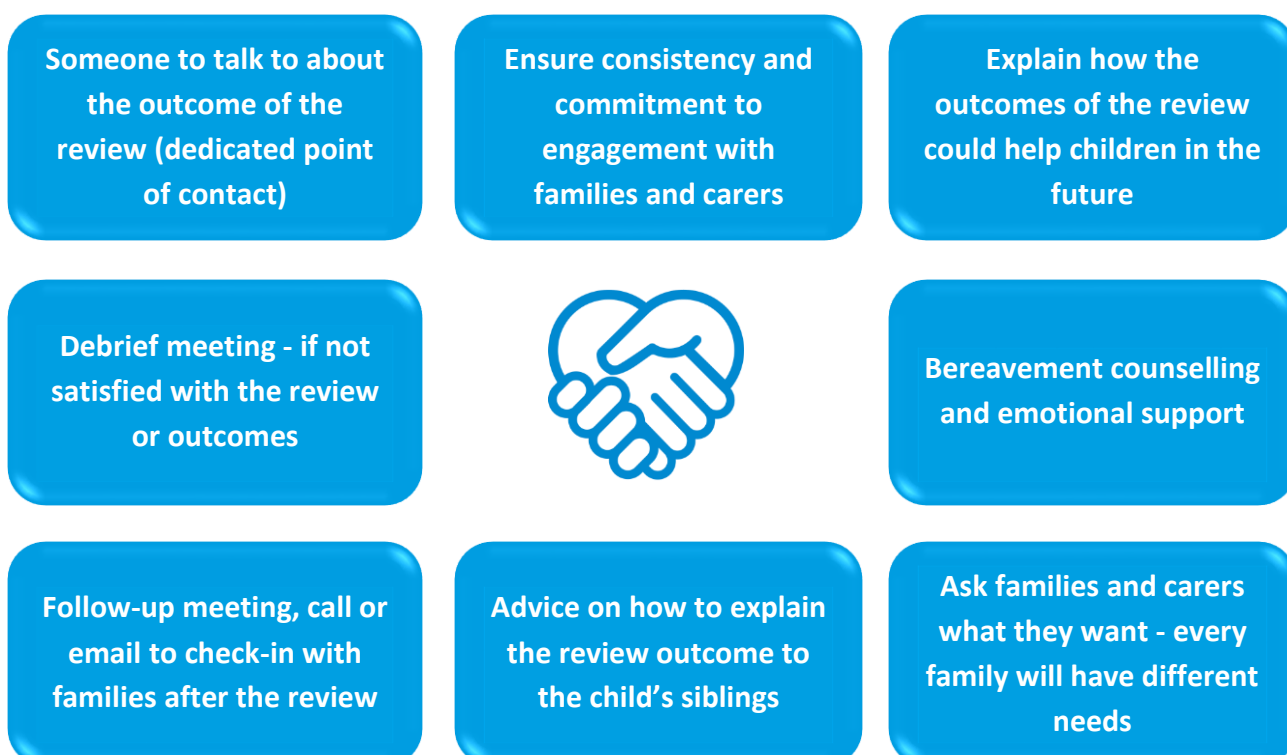 Someone to talk to about
the outcome of the
review (dedicated point
of contact)
Ensure consistency and
commitment to
engagement with
families and carers
Explain how the
outcomes of the review
could help children in the
future
Debrief meeting - if not
satisfied with the review
or outcomes
Bereavement counselling
and emotional support
Follow-up meeting, call or
email to check-in with
families after the review
Advice on how to explain
the review outcome to
the child’s siblings
Ask families and carers
what they want - every
family will have different
needs